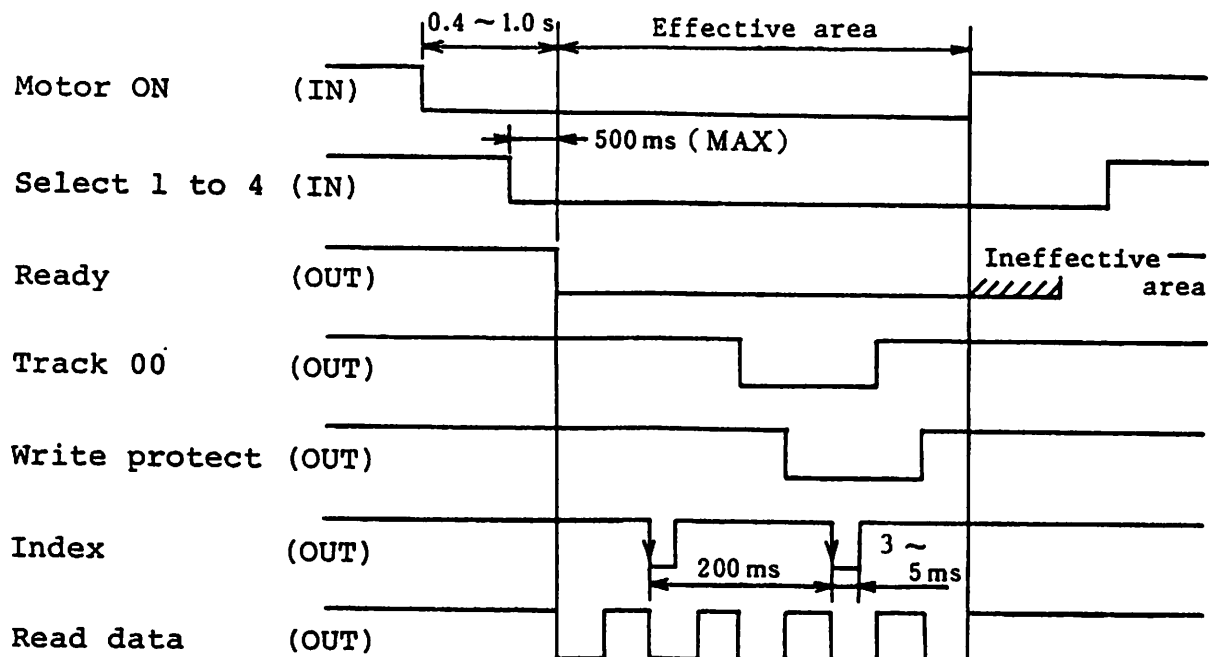 0.4 ~ 1.0 s Effective area
Motor ON (IN)
500 ms ( MAX)
Select 1 to 4 (IN)
Ready (OUT) Ineffective area
Track 00 (OUT)
Write protect (OUT)
Index (OUT) 200 ms 3 ~ 5 ms
Read data (OUT)